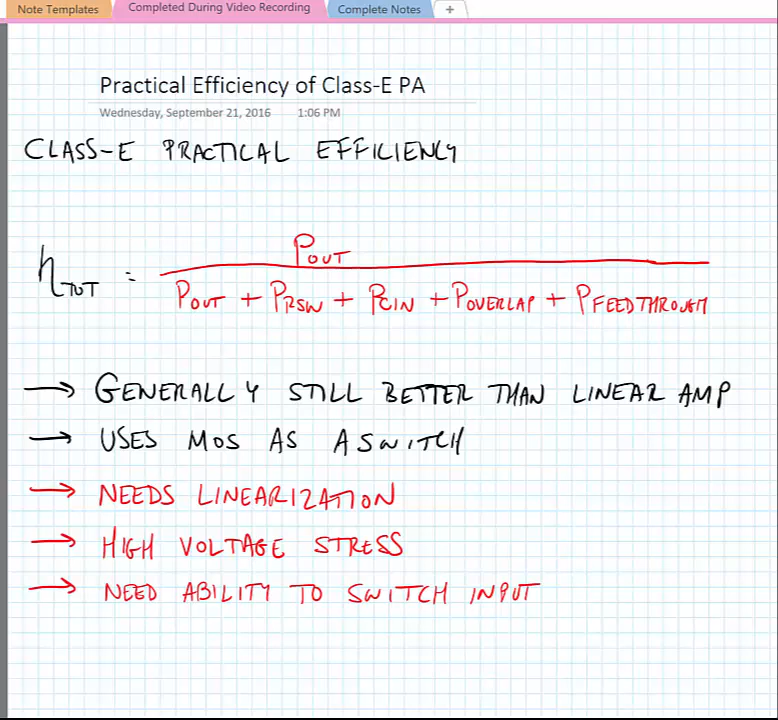 Note Templates Completed During Video Recording Complete Notes +
Practical Efficiency of Class-E PA
Wednesday, September 21, 2016 1:06 PM
CLASS-E PRACTICAL EFFICIENCY
POUT
ηTOT = POUT + PRSW + PCIN + POVERLAP + PFEEDTHROUGH
→ GENERALLY STILL BETTER THAN LINEAR AMP
→ USES MOS AS A SWITCH
→ NEEDS LINEARIZATION
→ HIGH VOLTAGE STRESS
→ NEED ABILITY TO SWITCH INPUT